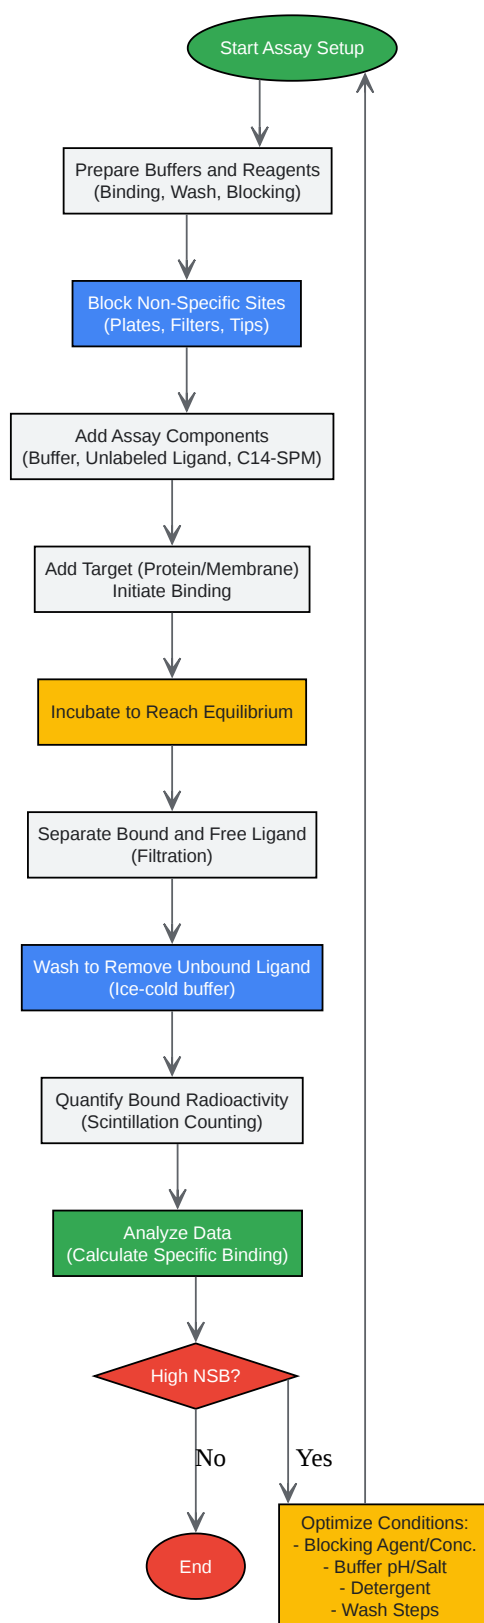 Start Assay Setup
Prepare Buffers and Reagents
(Binding, Wash, Blocking)
Block Non-Specific Sites
(Plates, Filters, Tips)
Add Assay Components
(Buffer, Unlabeled Ligand, C14-SPM)
Add Target (Protein/Membrane)
Initiate Binding
Incubate to Reach Equilibrium
Separate Bound and Free Ligand
(Filtration)
Wash to Remove Unbound Ligand
(Ice-cold buffer)
Quantify Bound Radioactivity
(Scintillation Counting)
Analyze Data
(Calculate Specific Binding)
High NSB?
No
Yes
End
Optimize Conditions:
- Blocking Agent/Conc.
- Buffer pH/Salt
- Detergent
- Wash Steps